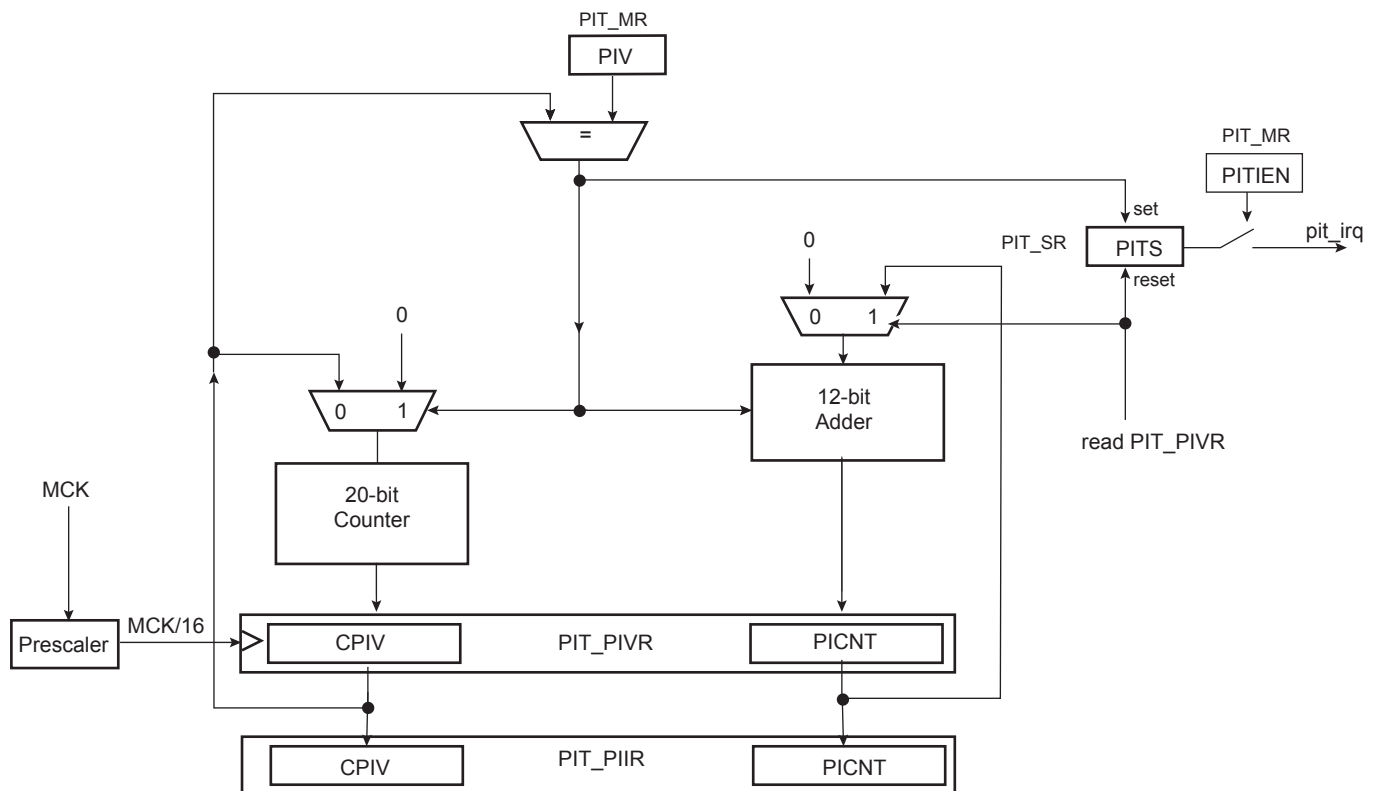 PIT_MR
PIV
=
PIT_MR
PITIEN
set
PIT_SR
PITS
pit_irq
reset
0
0 1
0
0 1
12-bit
Adder
read PIT_PIVR
20-bit
Counter
MCK
Prescaler
MCK/16
CPIV
PIT_PIVR
PICNT
CPIV
PIT_PIIR
PICNT